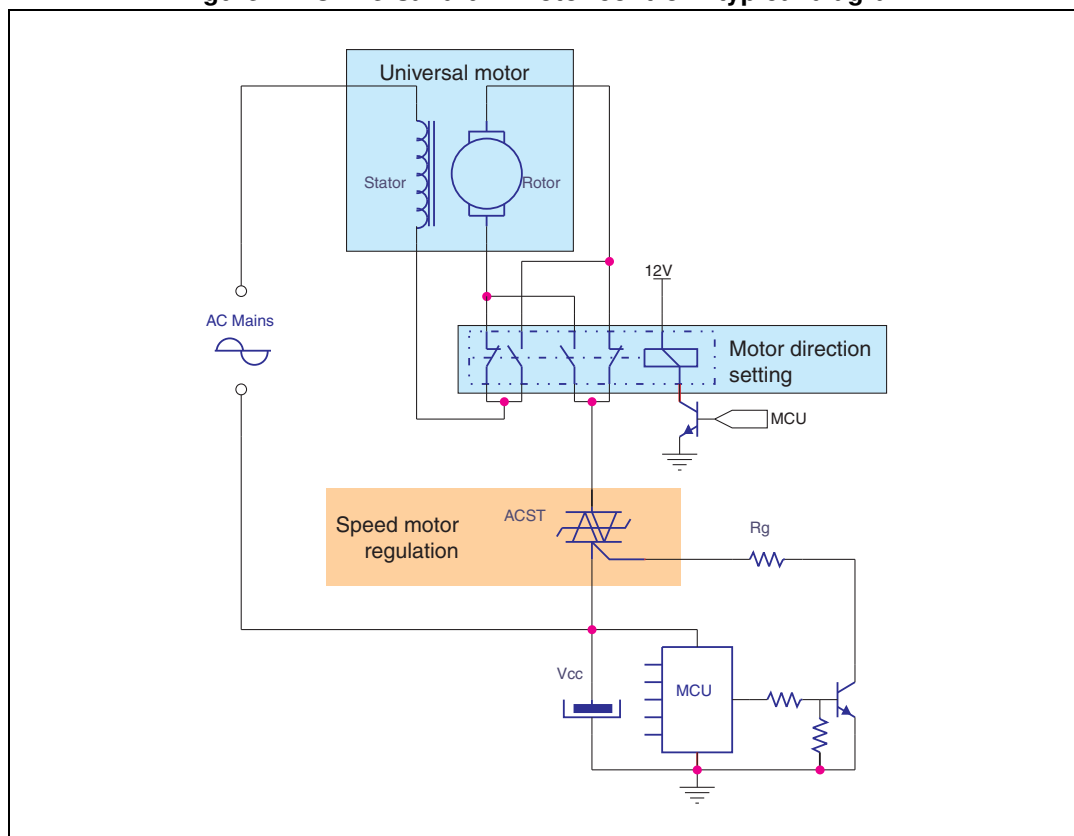 Universal motor
Stator
Rotor
12V
AC Mains
Motor direction
setting
MCU
ACST
Speed motor
regulation
Rg
Vcc
MCU